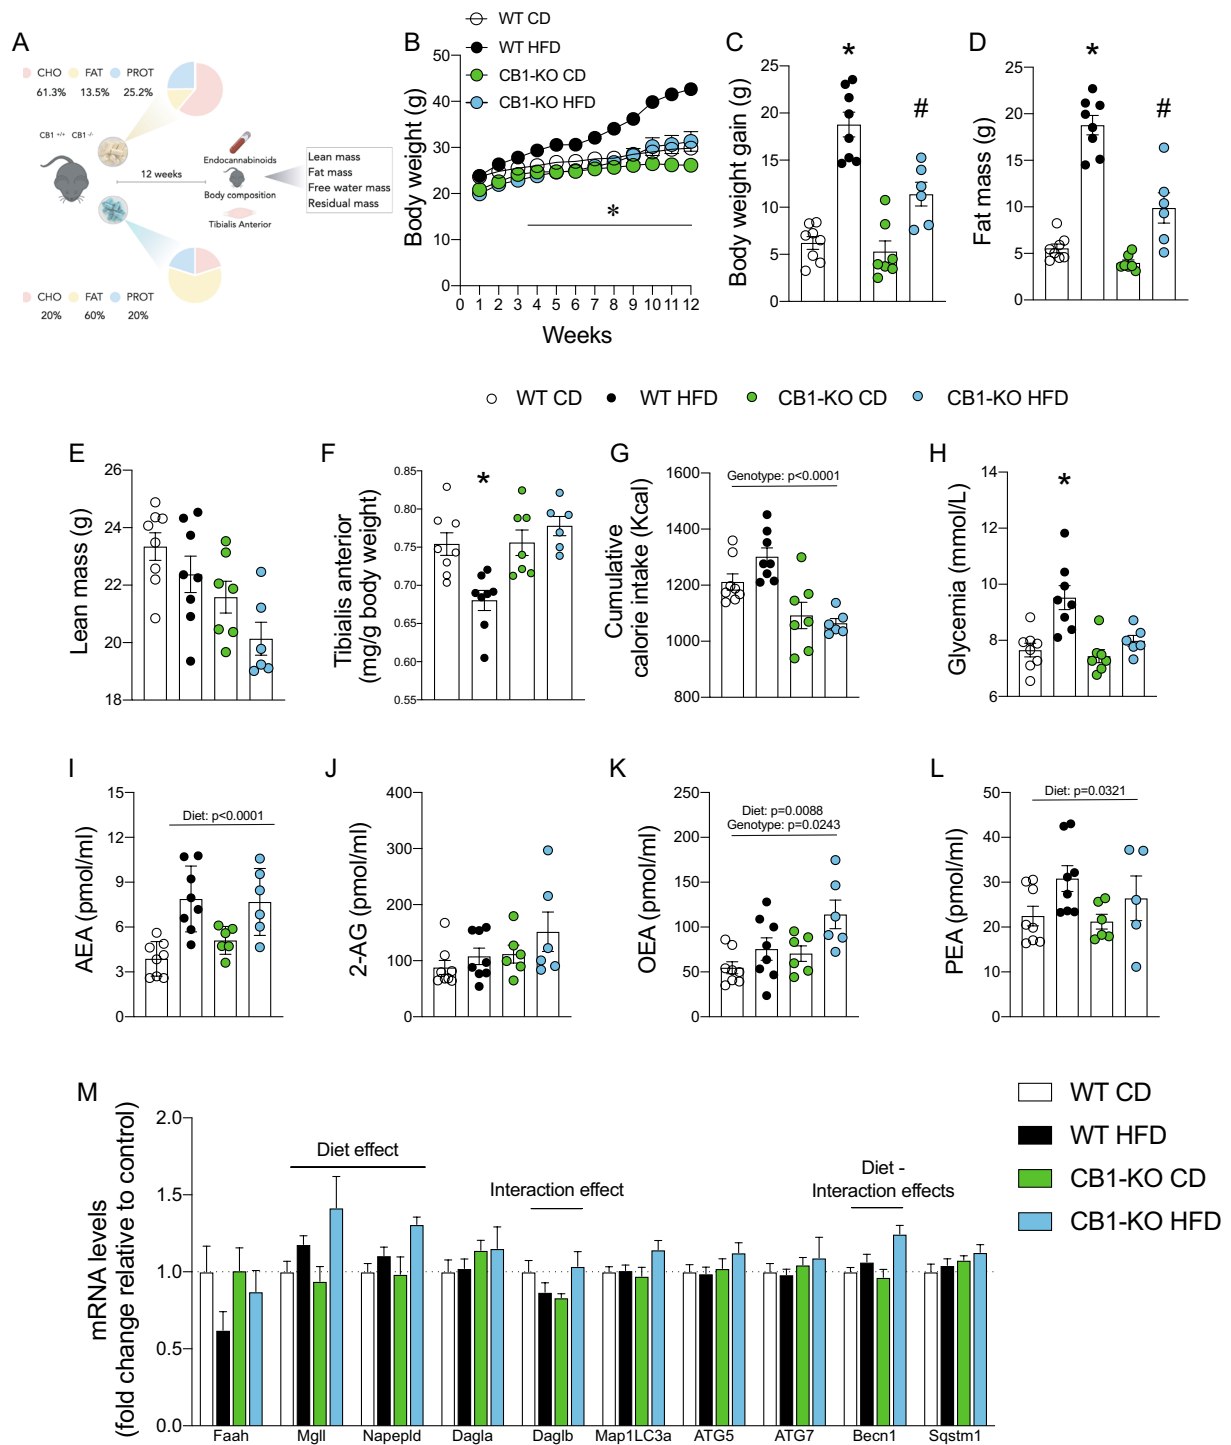 A
CHO FAT PROT
61.3% 13.5% 25.2%
CB1 +/+ CB1 -/-
12 weeks
Endocannabinoids
Body composition
Tibialis Anterior
Lean mass
Fat mass
Free water mass
Residual mass
CHO FAT PROT
20% 60% 20%
B
WT CD
WT HFD
CB1-KO CD
CB1-KO HFD
Body weight (g)
50
40
30
20
10
0
*
0 1 2 3 4 5 6 7 8 9 10 11 12
Weeks
C
Body weight gain (g)
25
20
15
10
5
0
*
#
D
Fat mass (g)
25
20
15
10
5
0
*
#
WT CD WT HFD CB1-KO CD CB1-KO HFD
E
Lean mass (g)
26
24
22
20
18
F
Tibialis anterior
(mg/g body weight)
0.85
0.80
0.75
0.70
0.65
0.60
0.55
*
G
Cumulative
calorie intake (Kcal)
1600
1400
1200
1000
800
Genotype: p<0.0001
H
Glycemia (mmol/L)
14
12
10
8
6
*
I
AEA (pmol/ml)
15
12
9
6
3
0
Diet: p<0.0001
J
2-AG (pmol/ml)
400
300
200
100
0
K
OEA (pmol/ml)
250
200
150
100
50
0
Diet: p=0.0088
Genotype: p=0.0243
L
PEA (pmol/ml)
50
40
30
20
10
0
Diet: p=0.0321
M
mRNA levels
(fold change relative to control)
2.0
1.5
1.0
0.5
0.0
Diet effect
Interaction effect
Diet -
Interaction effects
Faah Mgll Napepld Dagla Daglb Map1LC3a ATG5 ATG7 Becn1 Sqstm1
WT CD
WT HFD
CB1-KO CD
CB1-KO HFD